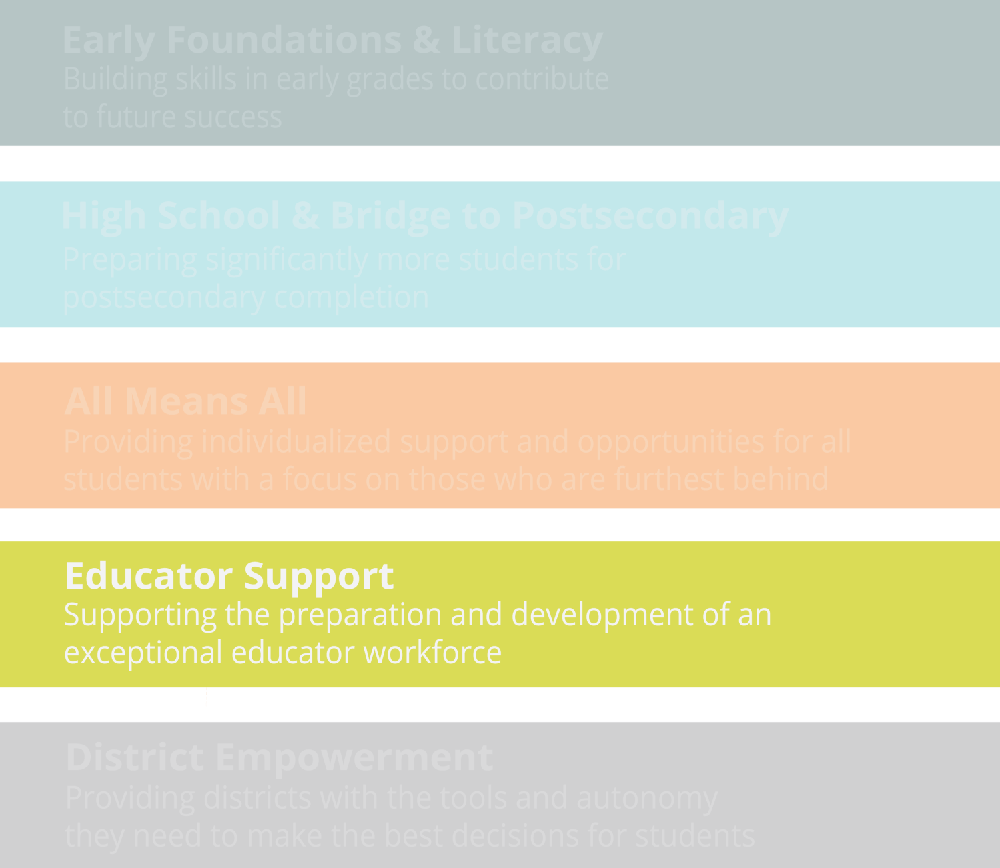 Early Foundations & Literacy
Building skills in early grades to contribute
to future success
High School & Bridge to Postsecondary
Preparing significantly more students for
postsecondary completion
All Means All
Providing individualized support and opportunities for all
students with a focus on those who are furthest behind
Educator Support
Supporting the preparation and development of an
exceptional educator workforce
District Empowerment
Providing districts with the tools and autonomy
they need to make the best decisions for students